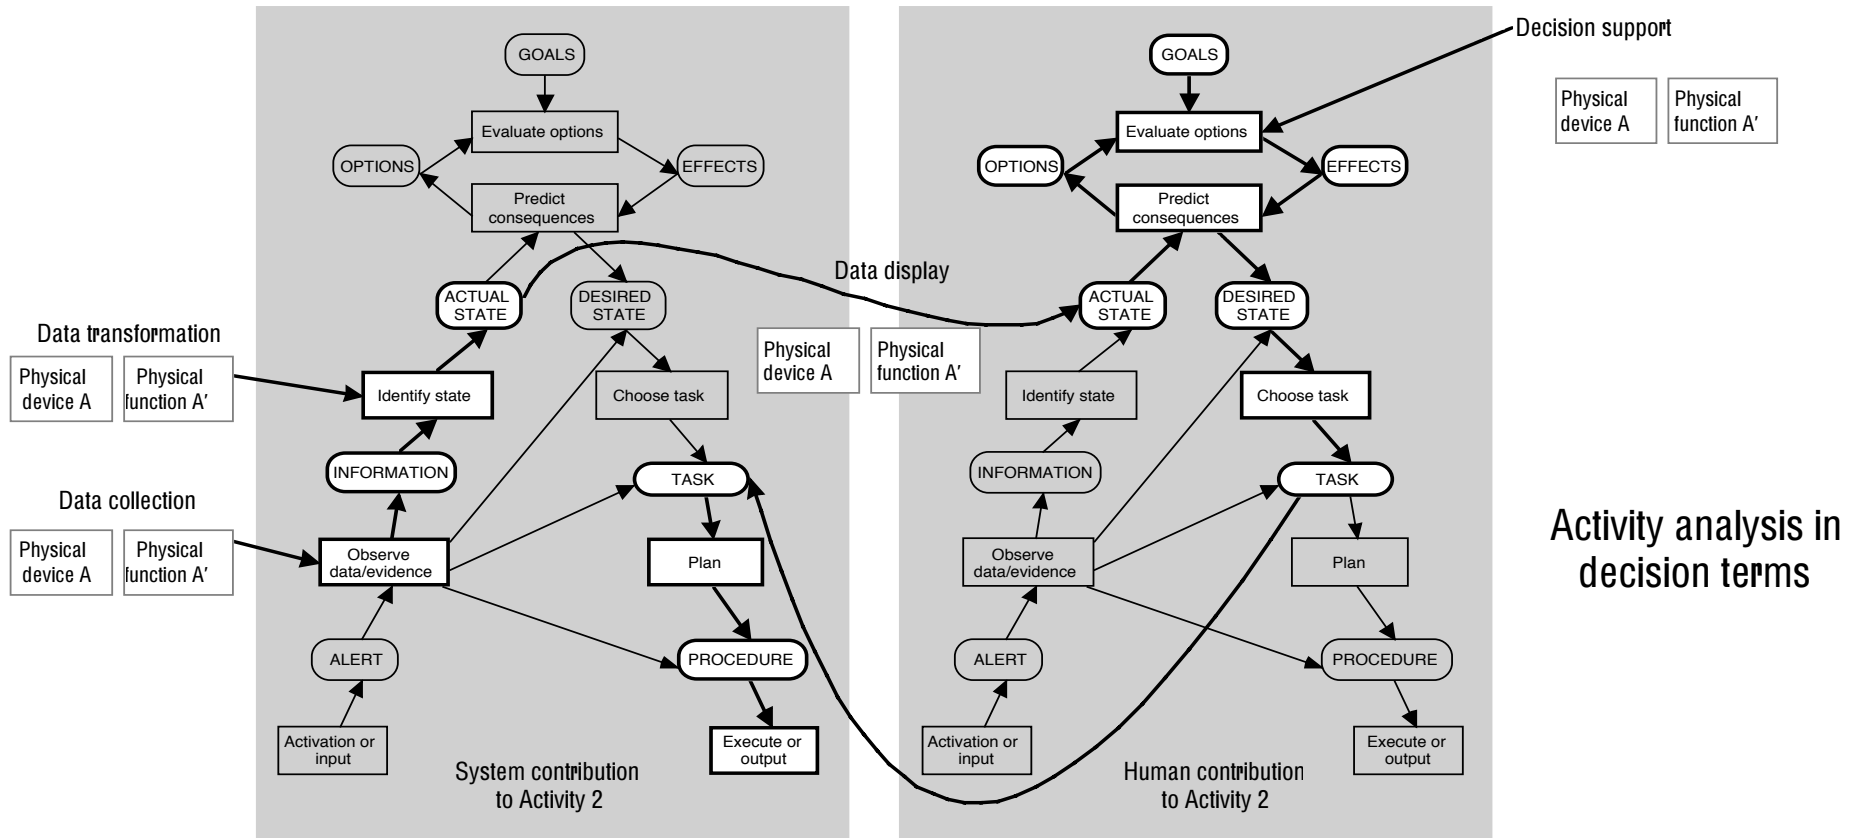 GOALS
Evaluate options
OPTIONS
EFFECTS
Predict
consequences
ACTUAL
STATE
DESIRED
STATE
Data transformation
Physical
device A
Physical
function A′
Identify state
Choose task
INFORMATION
TASK
Data collection
Physical
device A
Physical
function A′
Observe
data/evidence
Plan
ALERT
PROCEDURE
Activation or
input
Execute or
output
System contribution
to Activity 2
Data display
Physical
device A
Physical
function A′
GOALS
Evaluate options
OPTIONS
EFFECTS
Predict
consequences
ACTUAL
STATE
DESIRED
STATE
Identify state
Choose task
INFORMATION
TASK
Observe
data/evidence
Plan
ALERT
PROCEDURE
Activation or
input
Execute or
output
Human contribution
to Activity 2
Decision support
Physical
device A
Physical
function A′
Activity analysis in
decision terms